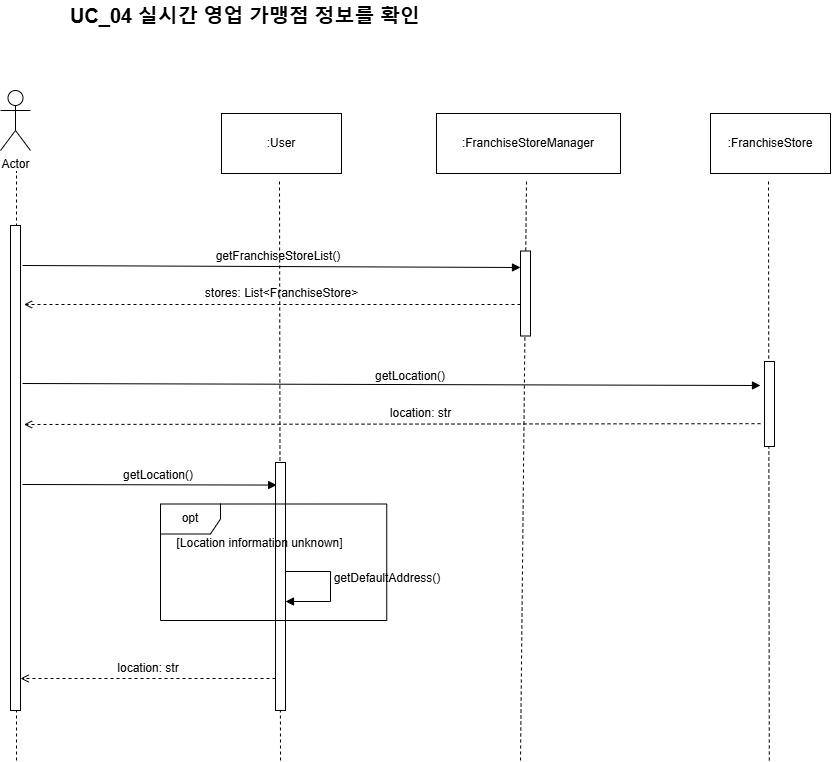 UC_04 실시간 영업 가맹점 정보를 확인
Actor
:User
:FranchiseStoreManager
:FranchiseStore
getFranchiseStoreList()
stores: List<FranchiseStore>
getLocation()
location: str
getLocation()
opt
[Location information unknown]
getDefaultAddress()
location: str